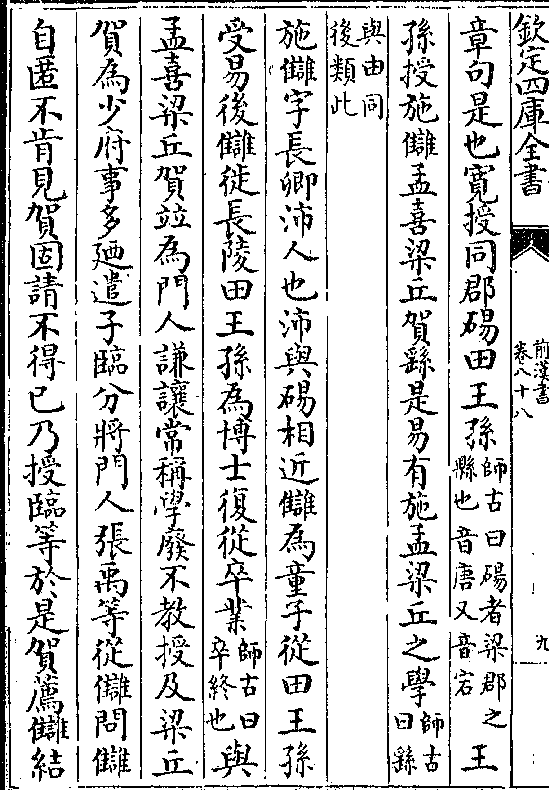 欽定四庫全書
前漢書
卷八十八
九
章句是也寛授同郡碭田王孫師古曰碭者梁郡之縣也音唐又音宕王
孫授施讎孟喜梁丘賀繇是易有施孟梁丘之學師古曰繇
與由同後類此
施讎字長卿沛人也沛與碭相近讎為童子從田王孫
受易後讎徙長陵田王孫為博士復從卒業師古曰卒終也與
孟喜梁丘賀竝為門人謙讓常稱學廢不教授及梁丘
賀為少府事多廼遣子臨分將門人張禹等從讎問讎
自匿不肯見賀固請不得已乃授臨等於是賀薦讎結